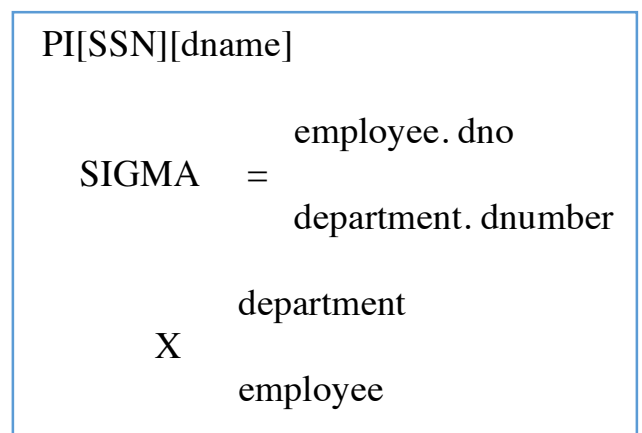 PI[SSN][dname]
employee. dno
SIGMA =
department. dnumber
department
X
employee